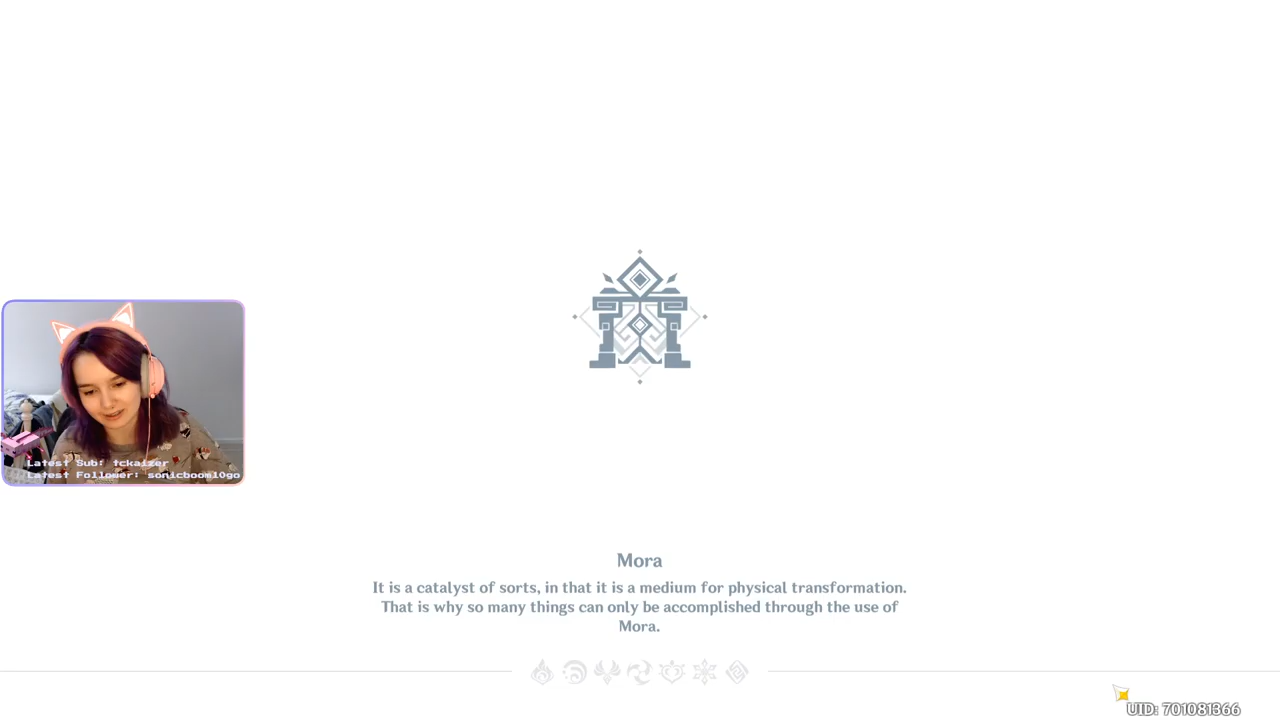 Latest Sub: tckaizer
Latest Follower: sonicboom10go
Mora
It is a catalyst of sorts, in that it is a medium for physical transformation.
That is why so many things can only be accomplished through the use of
Mora.
UID: 701081366